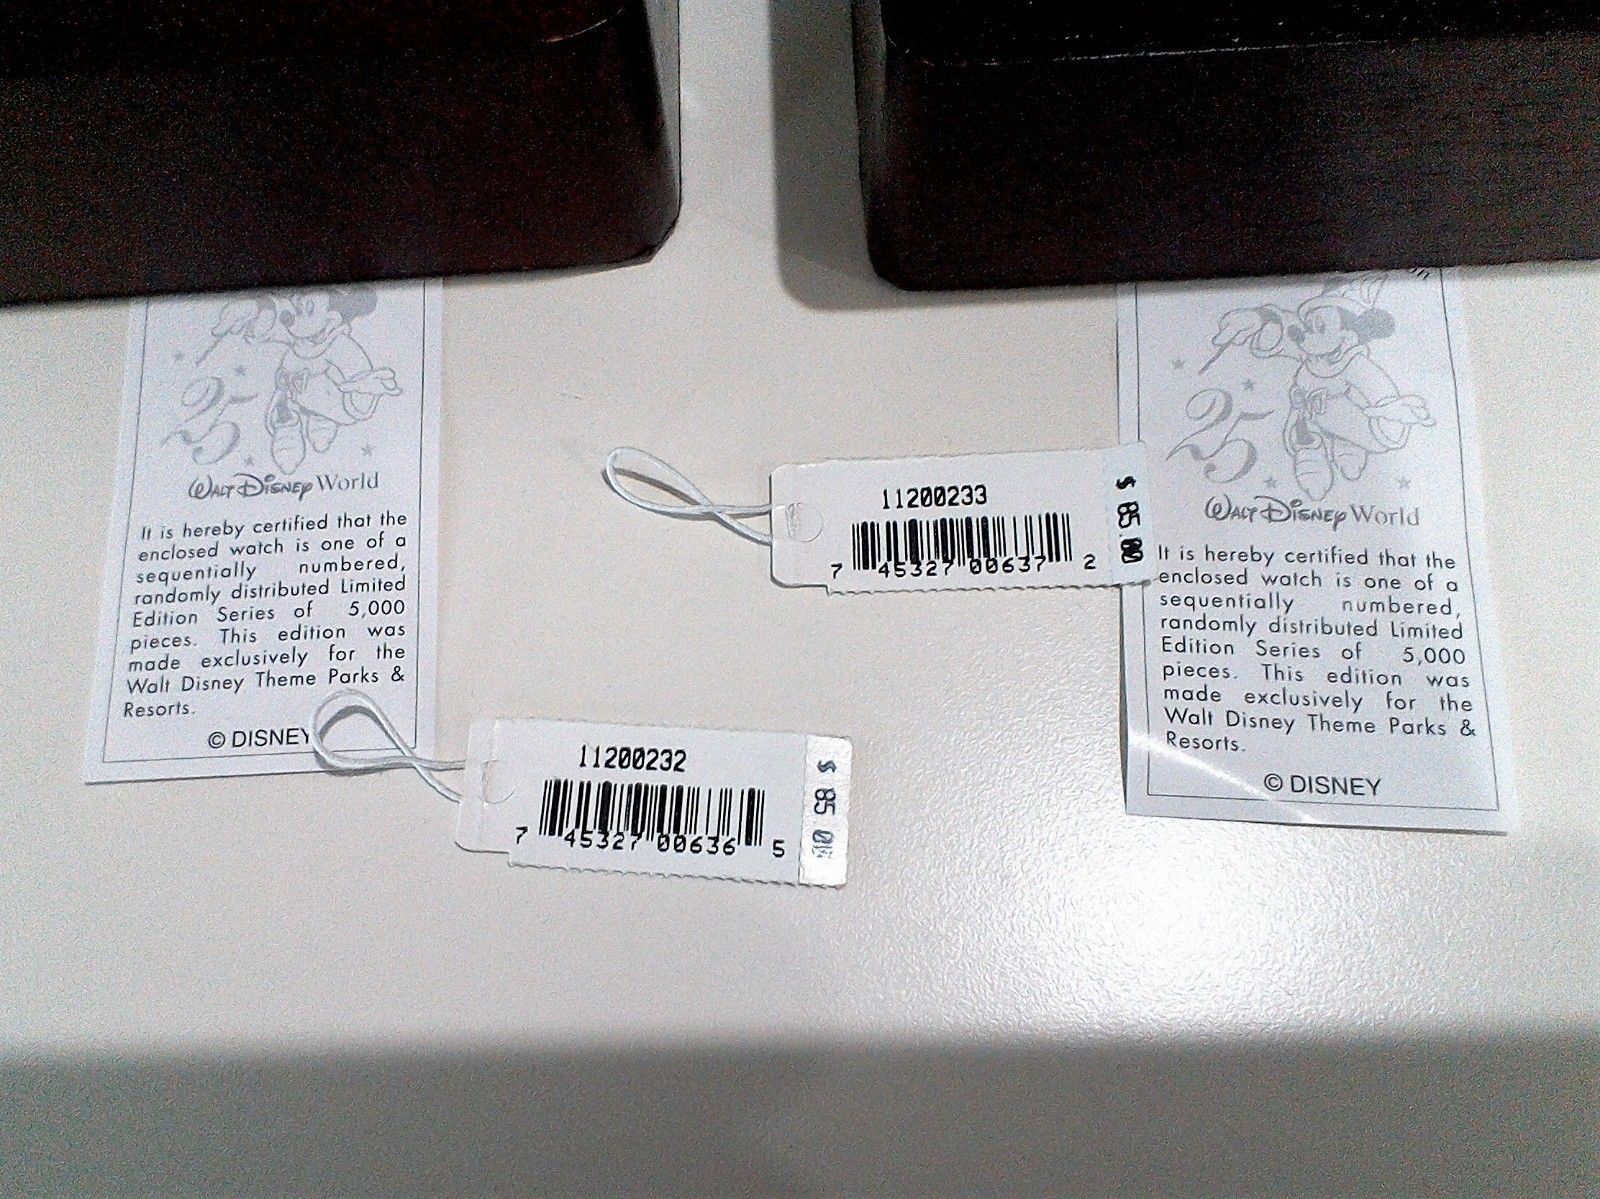 25
WALT DISNEY World
It is hereby certified that the
enclosed watch is one of a
sequentially numbered,
randomly distributed Limited
Edition Series of 5,000
pieces. This edition was
made exclusively for the
Walt Disney Theme Parks &
Resorts.
© DISNEY
11200233
7 45327 00637 2
$ 85.00
11200232
7 45327 00636 5
$ 85 00
25
WALT DISNEY World
It is hereby certified that the
enclosed watch is one of a
sequentially numbered,
randomly distributed Limited
Edition Series of 5,000
pieces. This edition was
made exclusively for the
Walt Disney Theme Parks &
Resorts.
© DISNEY